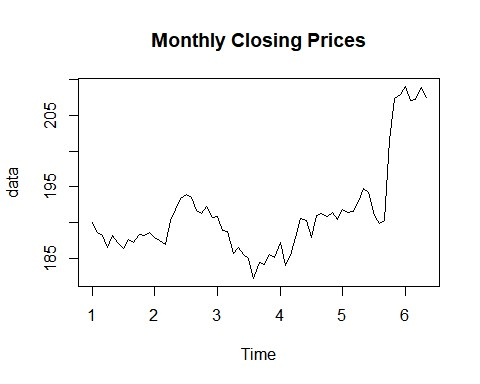 Monthly Closing Prices
data
205
195
185
1 2 3 4 5 6
Time